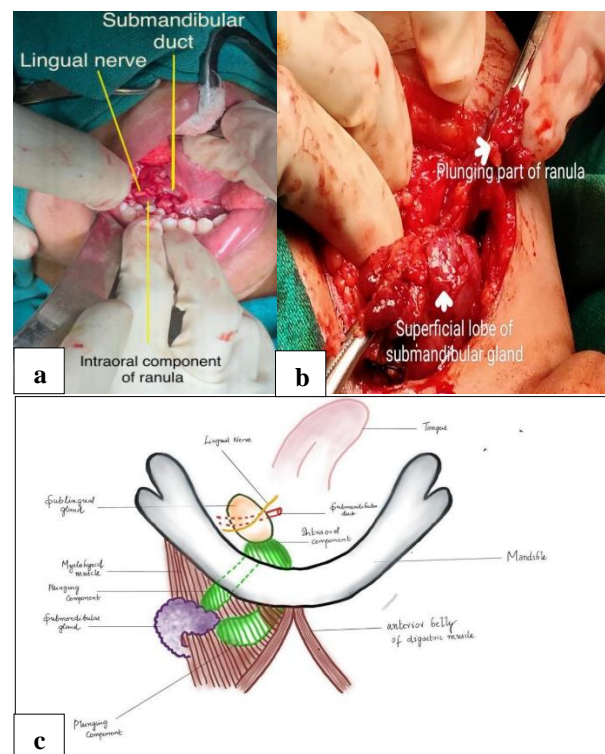 Submandibular
duct
Lingual nerve
Intraoral component
of ranula
a
Plunging part of ranula
Superficial lobe of
submandibular gland
b
Lingual Nerve
Tongue
Sublingual
gland
Submandibular
duct
Intraoral
component
Mylohyoid
muscle
Plunging
Component
Submandibular
gland
Mandible
anterior belly
of digastric muscle
Plunging
Component
c